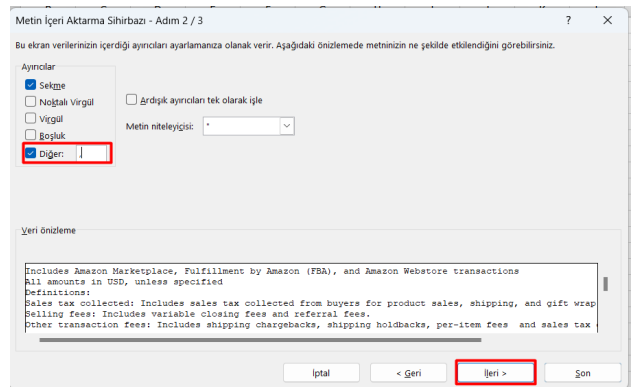 Metin İçeri Aktarma Sihirbazı - Adım 2 / 3
Bu ekran verilerinizin içerdiği ayırıcıları ayarlamanıza olanak verir. Aşağıdaki önizlemede metninizin ne şekilde etkilendiğini görebilirsiniz.
Ayırıcılar
Sekme
Noktalı Virgül
Virgül
Boşluk
Diğer:
Ardışık ayırıcıları tek olarak işle
Metin niteleyicisi: "
Veri önizleme
Includes Amazon Marketplace, Fulfillment by Amazon (FBA), and Amazon Webstore transactions
All amounts in USD, unless specified
Definitions:
Sales tax collected: Includes sales tax collected from buyers for product sales, shipping, and gift wrap
Selling fees: Includes variable closing fees and referral fees.
Other transaction fees: Includes shipping chargebacks, shipping holdbacks, per-item fees and sales tax
İptal
< Geri
İleri >
Son